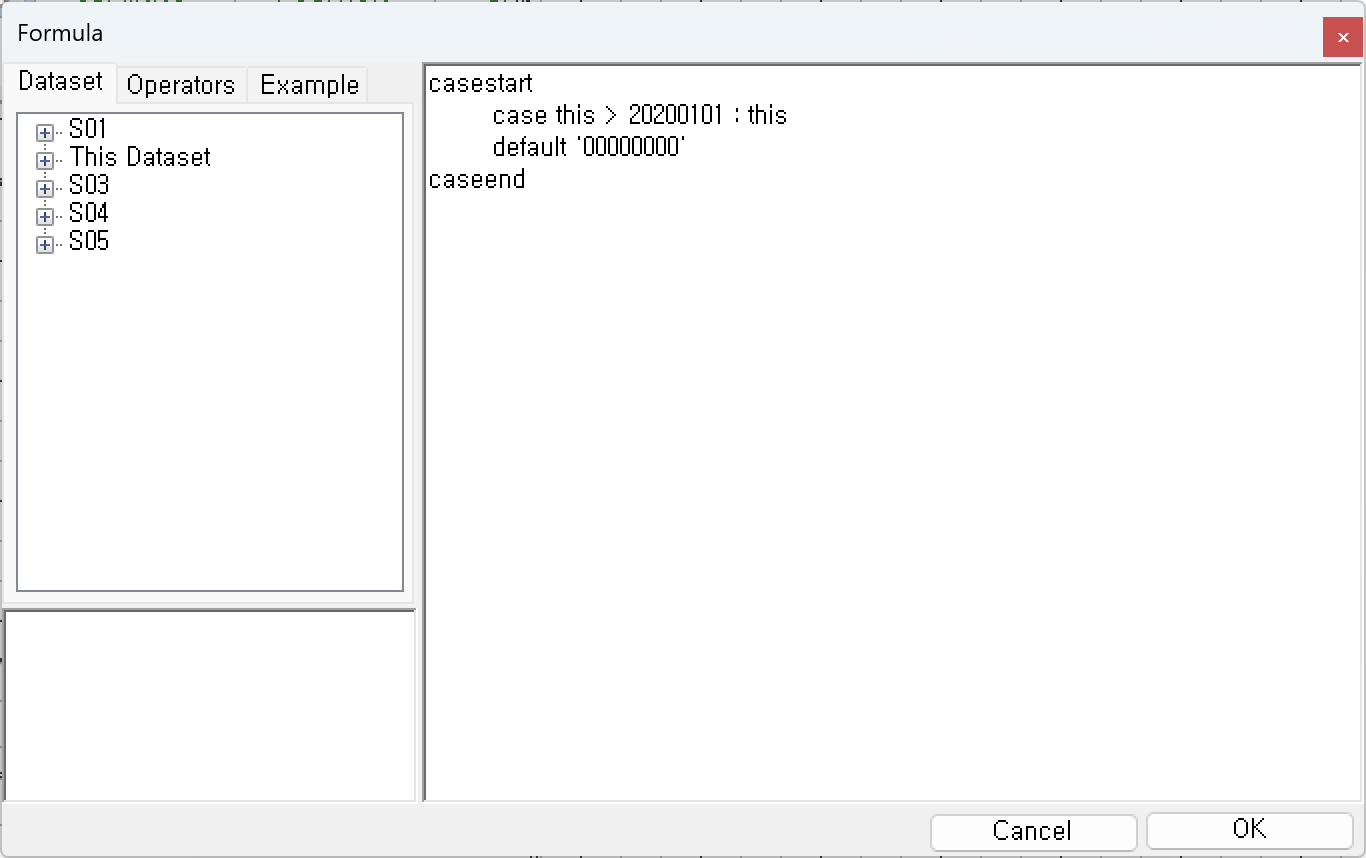 Formula
×
Dataset
Operators
Example
S01
This Dataset
S03
S04
S05
casestart
case this > 20200101 : this
default '00000000'
caseend
Cancel
OK